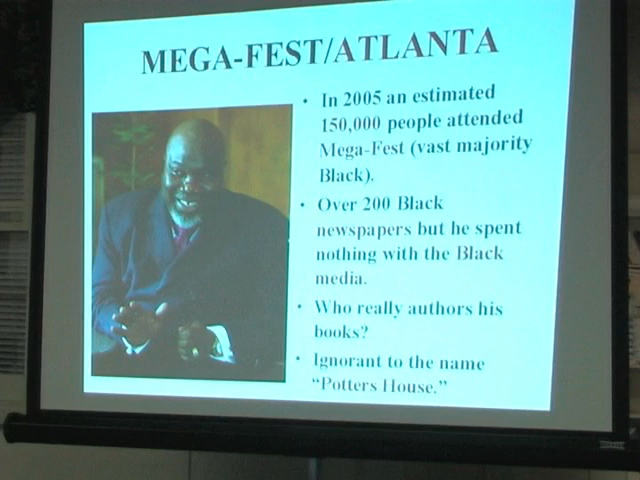 MEGA-FEST/ATLANTA
• In 2005 an estimated
150,000 people attended
Mega-Fest (vast majority
Black).
• Over 200 Black
newspapers but he spent
nothing with the Black
media.
• Who really authors his
books?
• Ignorant to the name
“Potters House.”